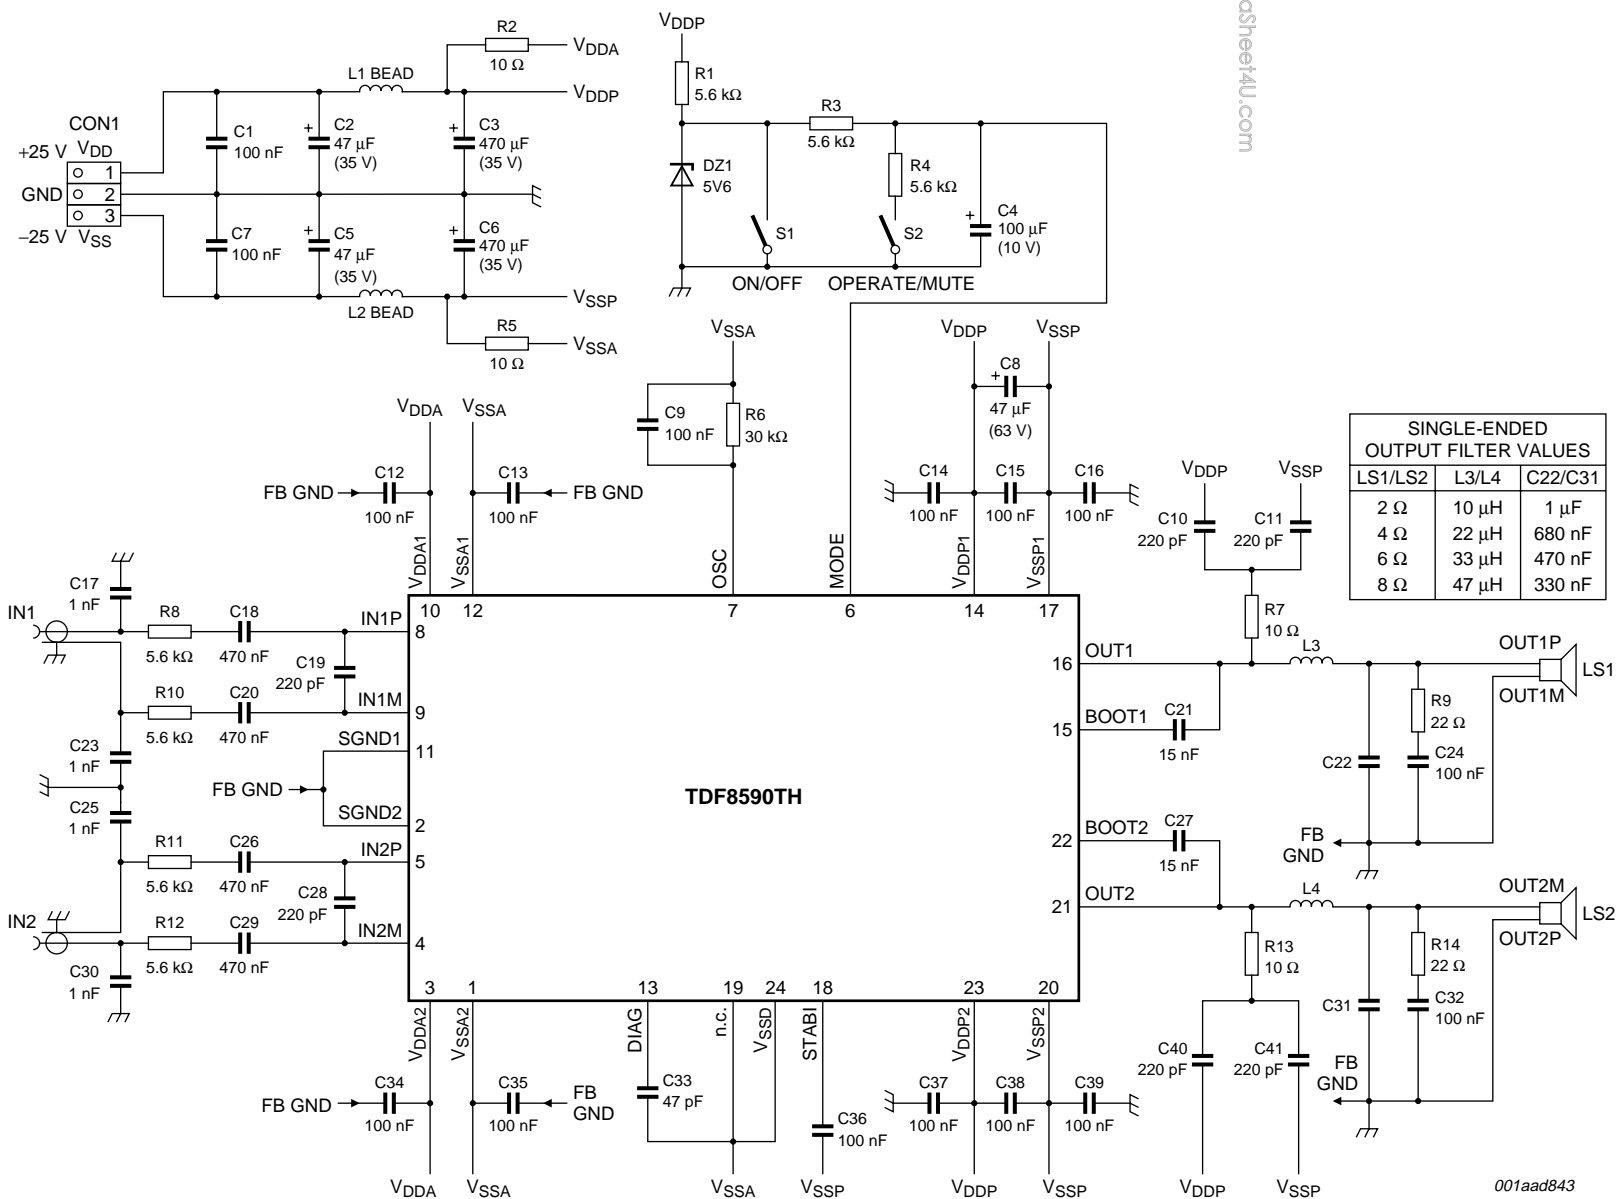 aSheet4U.com
R2
VDDA
10 Ω
L1 BEAD
VDDP
CON1
+25 V VDD
GND
−25 V VSS
1
2
3
C1
100 nF
+ C2
47 μF
(35 V)
+ C3
470 μF
(35 V)
C7
100 nF
+ C5
47 μF
(35 V)
+ C6
470 μF
(35 V)
L2 BEAD
VSSP
R5
VSSA
10 Ω
VDDP
R1
5.6 kΩ
R3
5.6 kΩ
DZ1
5V6
R4
5.6 kΩ
S1
S2
+ C4
100 μF
(10 V)
ON/OFF
OPERATE/MUTE
VSSA
C9
100 nF
R6
30 kΩ
VDDP
VSSP
+ C8
47 μF
(63 V)
C14
100 nF
C15
100 nF
C16
100 nF
VDDA
VSSA
FB GND
C12
100 nF
C13
100 nF
FB GND
VDDP
VSSP
C10
220 pF
C11
220 pF
R7
10 Ω
SINGLE-ENDED
OUTPUT FILTER VALUES
LS1/LS2 L3/L4 C22/C31
2 Ω 10 μH 1 μF
4 Ω 22 μH 680 nF
6 Ω 33 μH 470 nF
8 Ω 47 μH 330 nF
VDDA1
VSSA1
OSC
MODE
VDDP1
VSSP1
10
12
7
6
14
17
IN1
C17
1 nF
R8
5.6 kΩ
C18
470 nF
IN1P
8
C19
220 pF
R10
5.6 kΩ
C20
470 nF
IN1M
9
C23
1 nF
SGND1
11
FB GND
SGND2
2
C25
1 nF
R11
5.6 kΩ
C26
470 nF
IN2P
5
C28
220 pF
IN2
R12
5.6 kΩ
C29
470 nF
IN2M
4
C30
1 nF
TDF8590TH
16 OUT1
L3
OUT1P
LS1
OUT1M
15 BOOT1
C21
15 nF
R9
22 Ω
C22
C24
100 nF
22 BOOT2
C27
15 nF
FB
GND
21 OUT2
L4
OUT2M
LS2
OUT2P
R13
10 Ω
R14
22 Ω
C31
C32
100 nF
C40
220 pF
C41
220 pF
FB
GND
3
1
13
19
24
18
23
20
VDDA2
VSSA2
DIAG
n.c.
VSSD
STABI
VDDP2
VSSP2
FB GND
C34
100 nF
C35
100 nF
FB
GND
C33
47 pF
C36
100 nF
C37
100 nF
C38
100 nF
C39
100 nF
VDDA
VSSA
VSSA
VSSP
VDDP
VSSP
VDDP
VSSP
001aad843